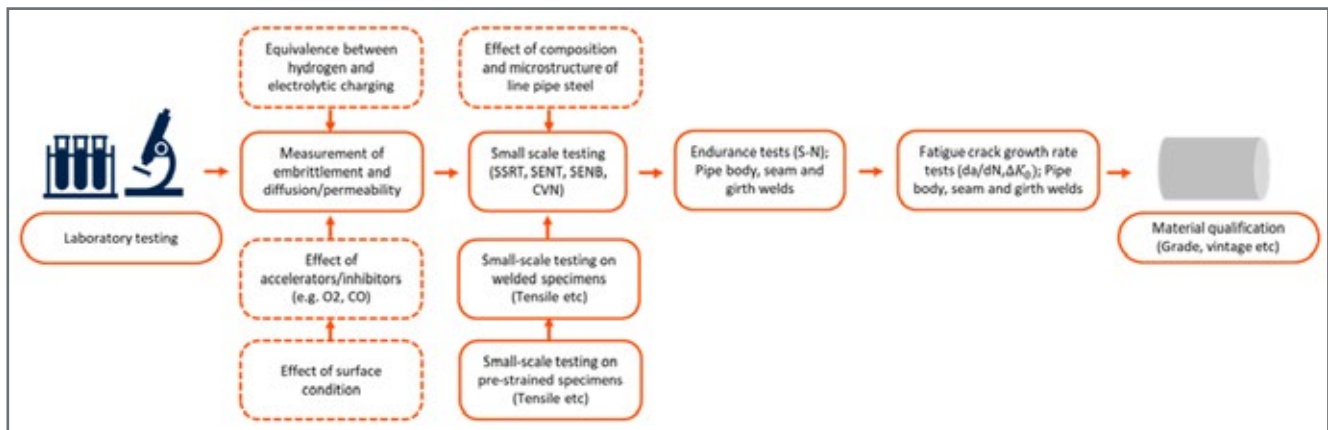 Laboratory testing
Equivalence between
hydrogen and
electrolytic charging
Measurement of
embrittlement and
diffusion/permeability
Effect of
accelerators/inhibitors
(e.g. O2, CO)
Effect of surface
condition
Effect of composition
and microstructure of
line pipe steel
Small scale testing
(SSRT, SENT, SENB,
CVN)
Small-scale testing on
welded specimens
(Tensile etc)
Small-scale testing on
pre-strained specimens
(Tensile etc)
Endurance tests (S-N);
Pipe body, seam and
girth welds
Fatigue crack growth rate
tests (da/dN,ΔK₀); Pipe
body, seam and girth welds
Material qualification
(Grade, vintage etc)